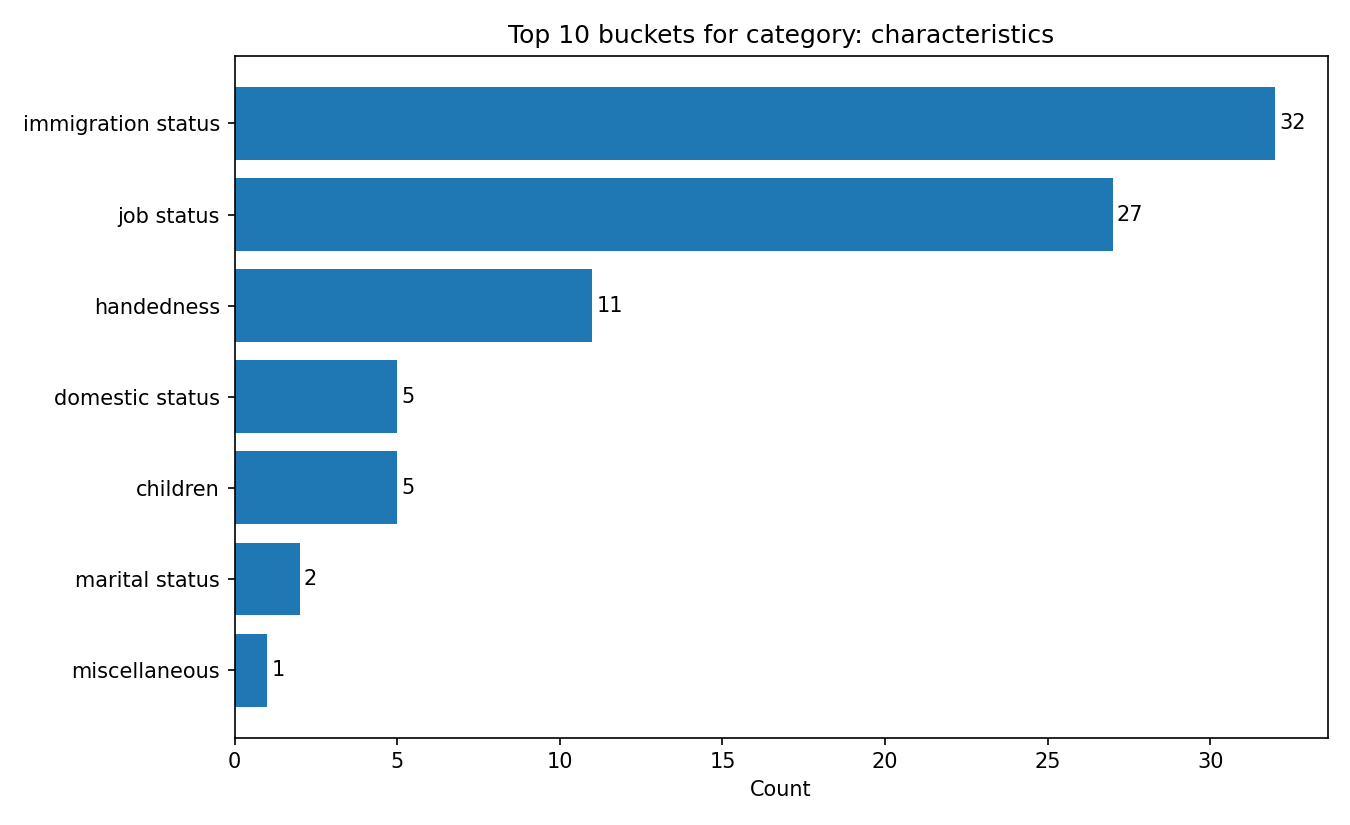 Top 10 buckets for category: characteristics
immigration status 32
job status 27
handedness 11
domestic status 5
children 5
marital status 2
miscellaneous 1
0 5 10 15 20 25 30
Count